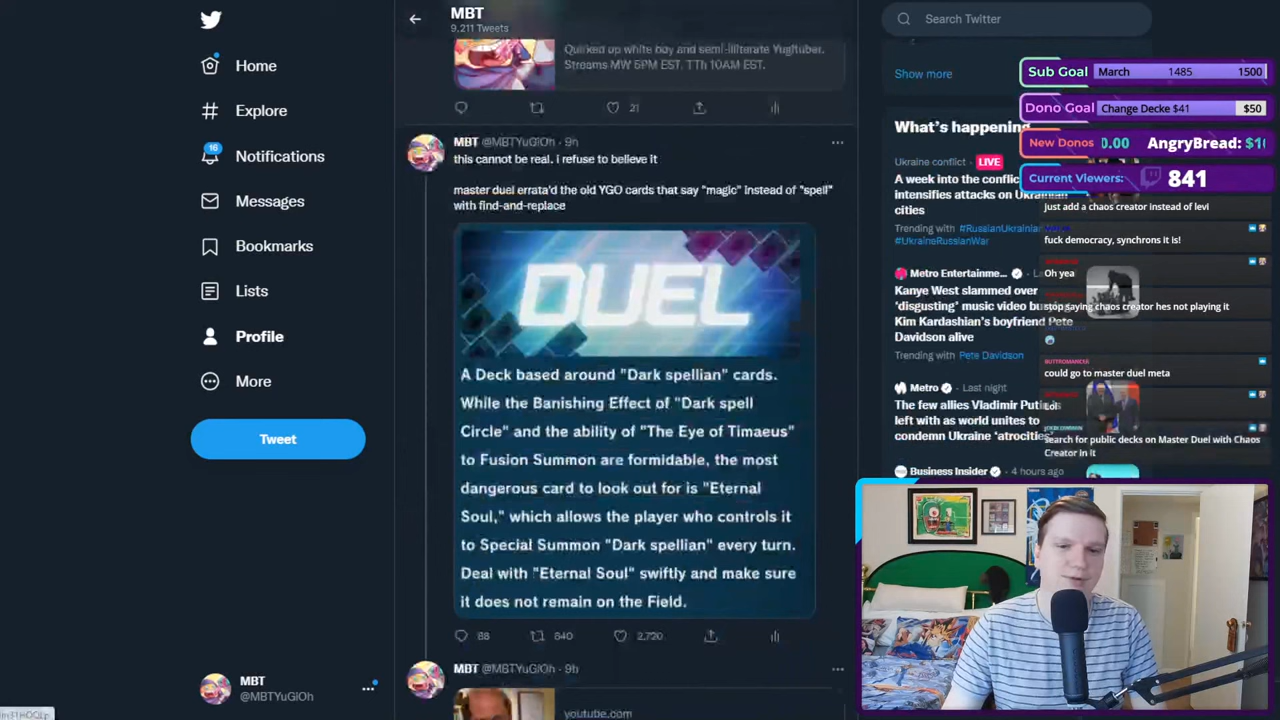 MBT
9,211 Tweets
Quirked up white boy and semi-illiterate Yugituber.
Streams MW 5PM EST. TTh 10AM EST.
21
Home
Explore
16
Notifications
Messages
Bookmarks
Lists
Profile
More
Tweet
MBT
@MBTYuGiOh
MBT @MBTYuGiOh · 9h
this cannot be real. i refuse to believe it
master duel errata'd the old YGO cards that say "magic" instead of "spell"
with find-and-replace
DUEL
A Deck based around "Dark spellian" cards.
While the Banishing Effect of "Dark spell
Circle" and the ability of "The Eye of Timaeus"
to Fusion Summon are formidable, the most
dangerous card to look out for is "Eternal
Soul," which allows the player who controls it
to Special Summon "Dark spellian" every turn.
Deal with "Eternal Soul" swiftly and make sure
it does not remain on the Field.
640
2,720
MBT @MBTYuGiOh · 9h
youtube.com
Search Twitter
Show more
What's happening
Ukraine conflict · LIVE
A week into the conflic
intensifies attacks on Ukrain
cities
Trending with #RussianUkrainia
#UkraineRussianWar
Metro Entertainme... ·
Kanye West slammed over
'disgusting' music video bu
Kim Kardashian's boyfriend Pete
Davidson alive
Trending with Pete Davidson
Metro · Last night
The few allies Vladimir Puti
left with as world unites to
condemn Ukraine 'atrocities'
Business Insider · 4 hours ago
Sub Goal March 1485 1500
Dono Goal Change Decke $41 $50
New Donos 0.00 AngryBread: $1
Current Viewers: 841
just add a chaos creator instead of levi
fuck democracy, synchrons it is!
Oh yea
stop saying chaos creator hes not playing it
could go to master duel meta
Lol
search for public decks on Master Duel with Chaos
Creator in it